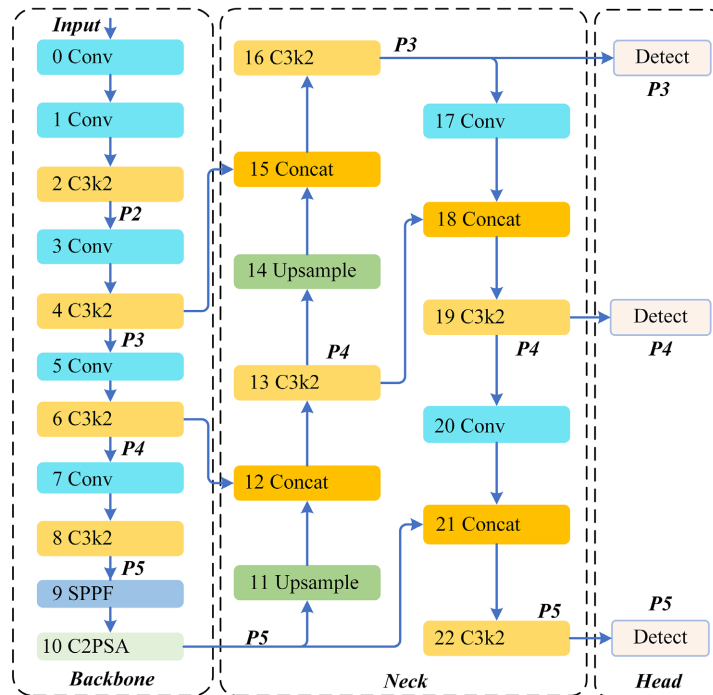 Input
0 Conv
1 Conv
2 C3k2
P2
3 Conv
4 C3k2
P3
5 Conv
6 C3k2
P4
7 Conv
8 C3k2
P5
9 SPPF
10 C2PSA
Backbone
16 C3k2
P3
15 Concat
14 Upsample
P4
13 C3k2
12 Concat
11 Upsample
P5
17 Conv
18 Concat
19 C3k2
P4
20 Conv
21 Concat
P5
22 C3k2
Neck
Detect
P3
Detect
P4
P5
Detect
Head